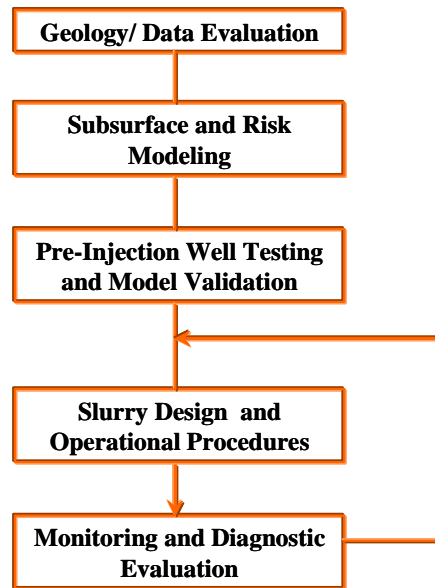 Geology/ Data Evaluation
Subsurface and Risk
Modeling
Pre-Injection Well Testing
and Model Validation
Slurry Design and
Operational Procedures
Monitoring and Diagnostic
Evaluation